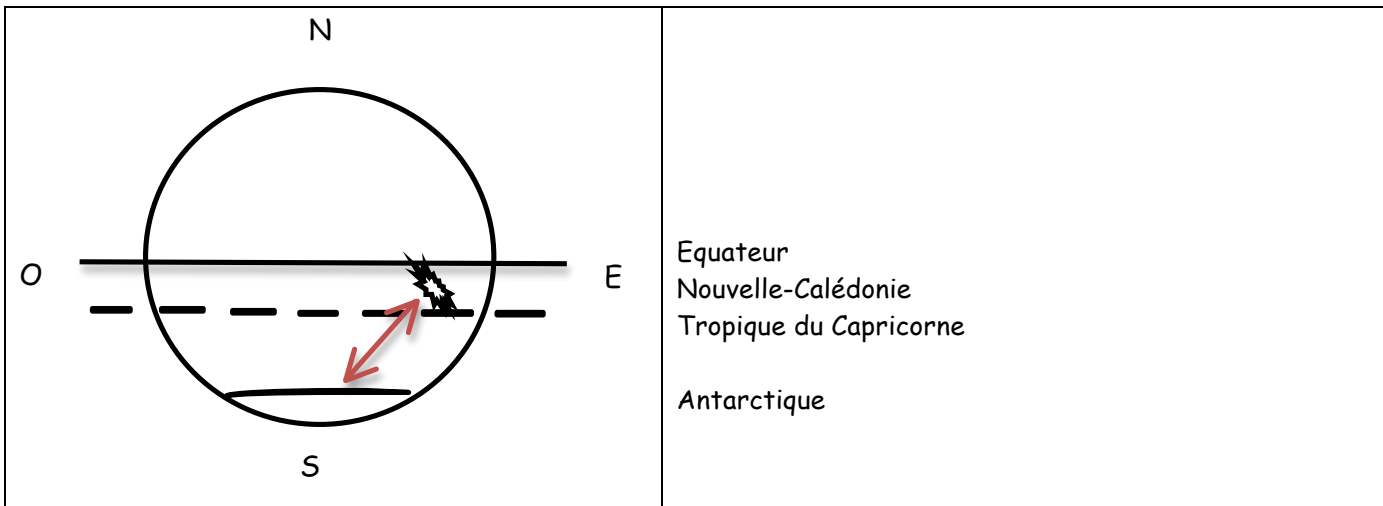 N
O
E
S
Equateur
Nouvelle-Calédonie
Tropique du Capricorne
Antarctique